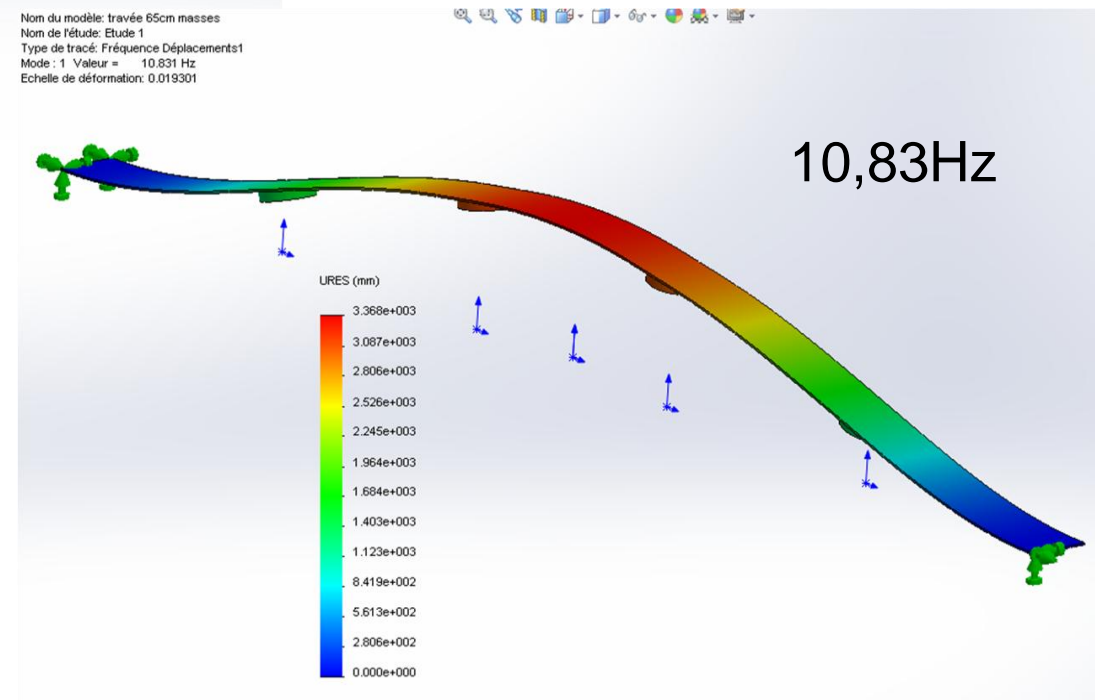 Nom du modèle: travée 65cm masses
Nom de l'étude: Etude 1
Type de tracé: Fréquence Déplacements1
Mode : 1 Valeur = 10.831 Hz
Echelle de déformation: 0.019301
10,83Hz
URES (mm)
3.368e+003
3.087e+003
2.806e+003
2.526e+003
2.245e+003
1.964e+003
1.684e+003
1.403e+003
1.123e+003
8.419e+002
5.613e+002
2.806e+002
0.000e+000